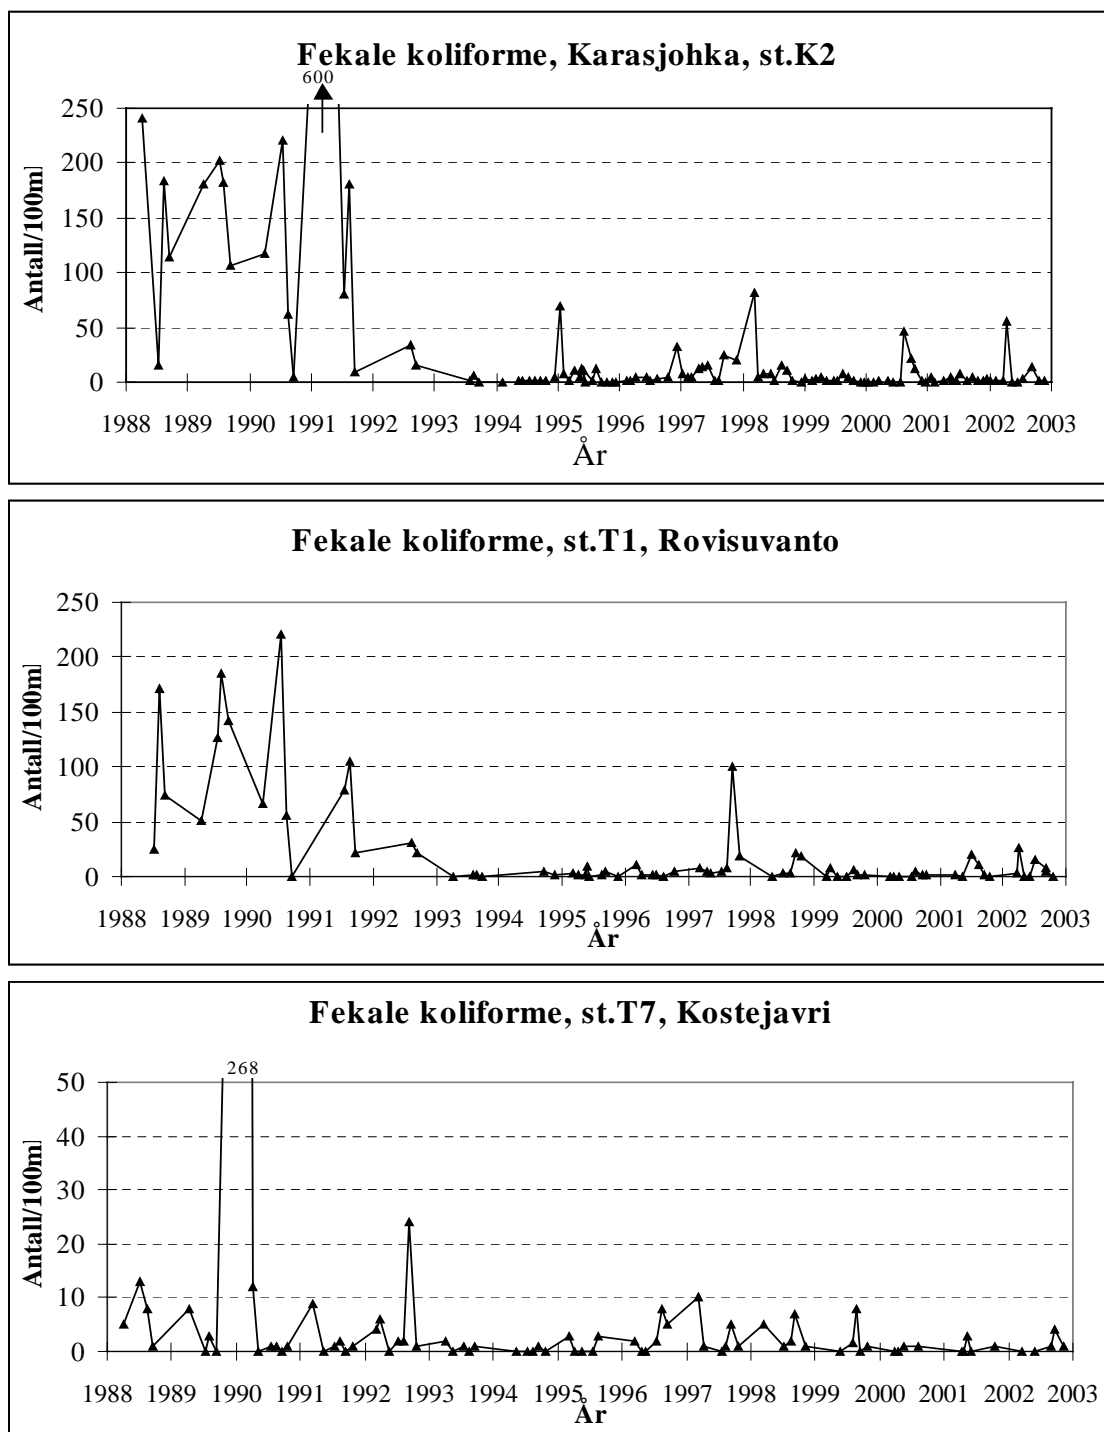 Fekale koliforme, Karasjohka, st.K2
600
250
200
150
100
50
0
Antall/100ml
1988 1989 1990 1991 1992 1993 1994 1995 1996 1997 1998 1999 2000 2001 2002 2003
År
Fekale koliforme, st.T1, Rovisuvanto
250
200
150
100
50
0
Antall/100ml
1988 1989 1990 1991 1992 1993 1994 1995 1996 1997 1998 1999 2000 2001 2002 2003
År
Fekale koliforme, st.T7, Kostejavri
268
50
40
30
20
10
0
Antall/100ml
1988 1989 1990 1991 1992 1993 1994 1995 1996 1997 1998 1999 2000 2001 2002 2003
År